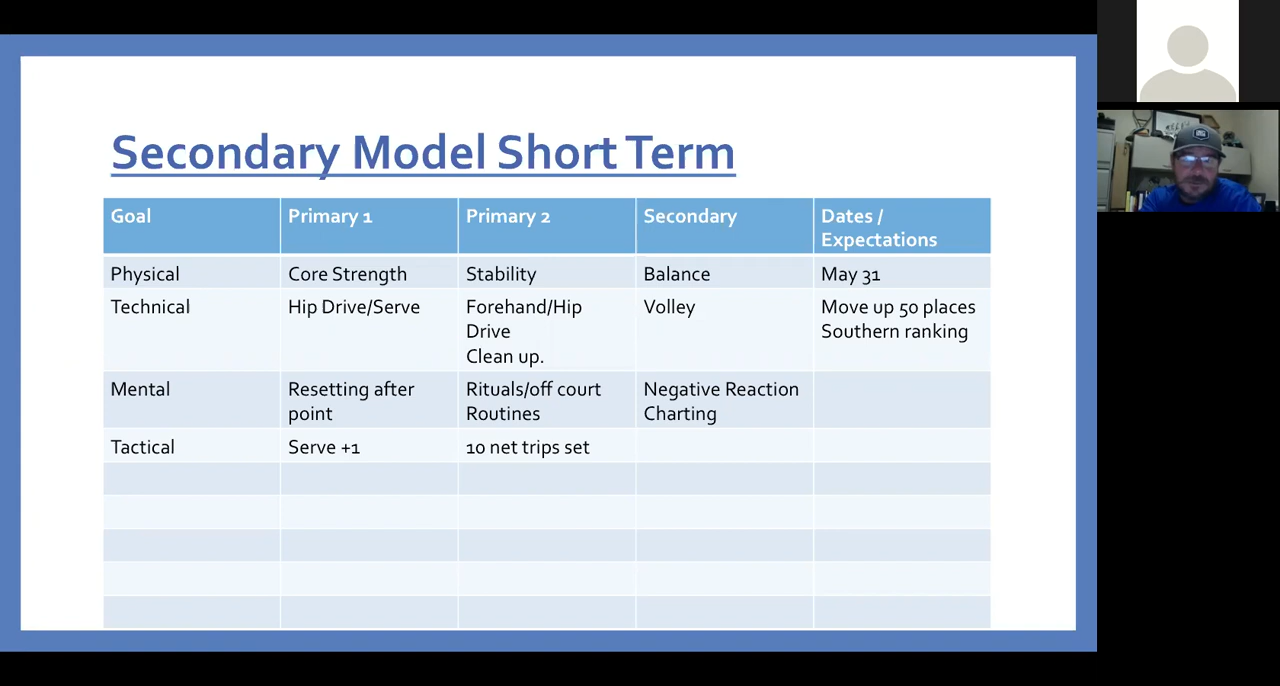 Secondary Model Short Term
Goal
Primary 1
Primary 2
Secondary
Dates /
Expectations
Physical
Core Strength
Stability
Balance
May 31
Technical
Hip Drive/Serve
Forehand/Hip
Drive
Clean up.
Volley
Move up 50 places
Southern ranking
Mental
Resetting after
point
Rituals/off court
Routines
Negative Reaction
Charting
Tactical
Serve +1
10 net trips set